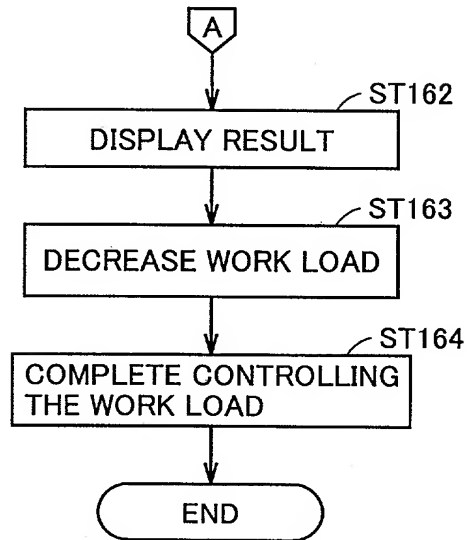 A
ST162
DISPLAY RESULT
ST163
DECREASE WORK LOAD
ST164
COMPLETE CONTROLLING
THE WORK LOAD
END